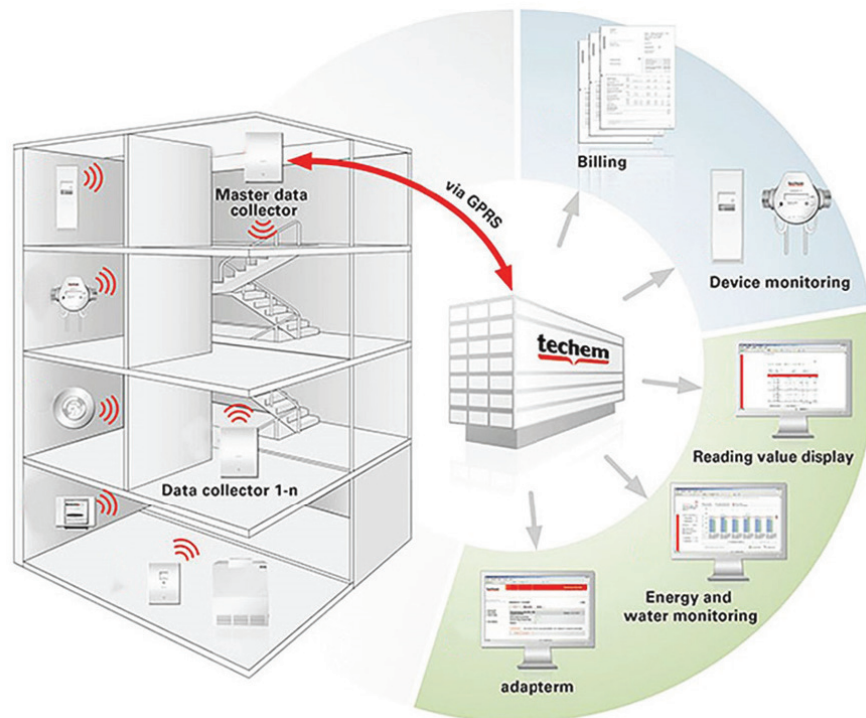 Billing
Master data
collector
via GPRS
Device monitoring
techem
Reading value display
Data collector 1-n
Energy and
water monitoring
adapterm